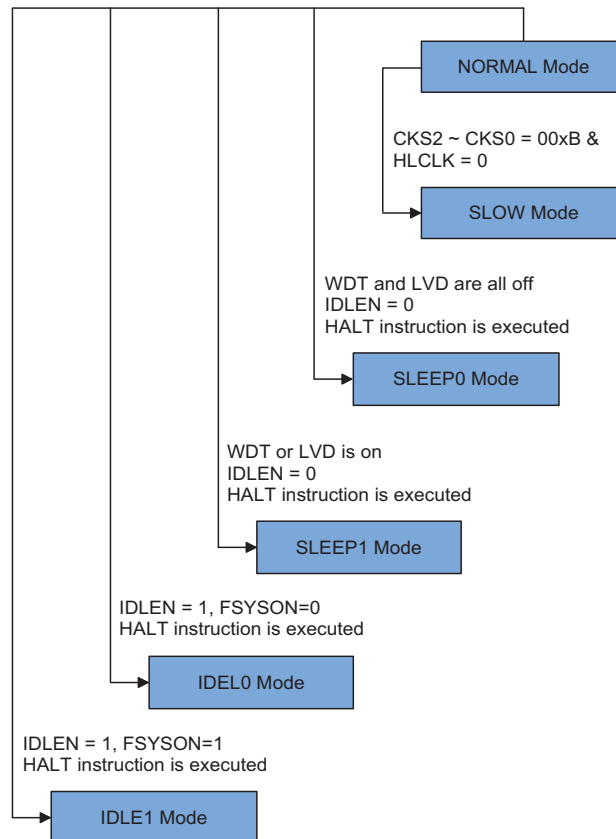 NORMAL Mode
CKS2 ~ CKS0 = 00xB &
HLCLK = 0
SLOW Mode
WDT and LVD are all off
IDLEN = 0
HALT instruction is executed
SLEEP0 Mode
WDT or LVD is on
IDLEN = 0
HALT instruction is executed
SLEEP1 Mode
IDLEN = 1, FSYSON=0
HALT instruction is executed
IDEL0 Mode
IDLEN = 1, FSYSON=1
HALT instruction is executed
IDLE1 Mode